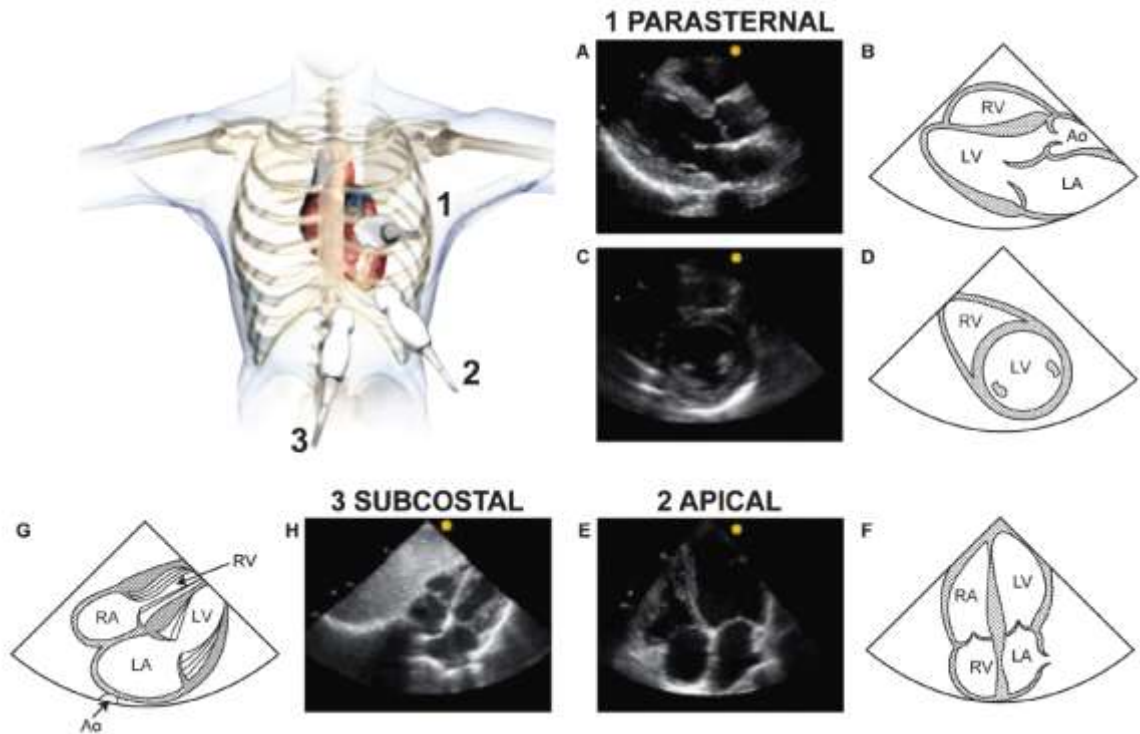 1 PARASTERNAL
A
B
RV
Ao
LV
LA
1
C
D
RV
LV
2
3
3 SUBCOSTAL
2 APICAL
G
H
E
F
RV
RA
LV
LA
Ao
RA
LV
RV
LA